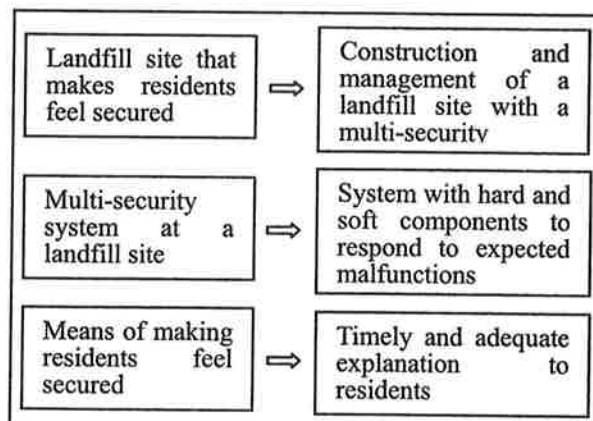 Landfill site that
makes residents
feel secured
Construction and
management of a
landfill site with a
multi-security
Multi-security
system at a
landfill site
System with hard and
soft components to
respond to expected
malfunctions
Means of making
residents feel
secured
Timely and adequate
explanation to
residents